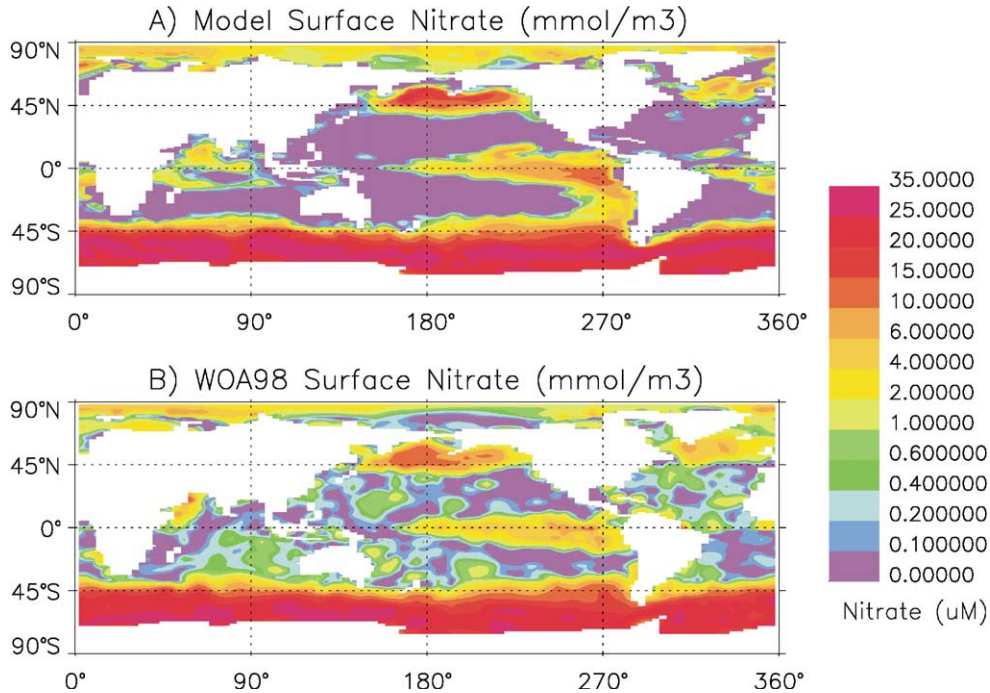 A) Model Surface Nitrate (mmol/m3)
90°N
45°N
0°
45°S
90°S
0° 90° 180° 270° 360°
B) WOA98 Surface Nitrate (mmol/m3)
90°N
45°N
0°
45°S
90°S
0° 90° 180° 270° 360°
35.0000
25.0000
20.0000
15.0000
10.0000
6.00000
4.00000
2.00000
1.00000
0.600000
0.400000
0.200000
0.100000
0.00000
Nitrate (uM)